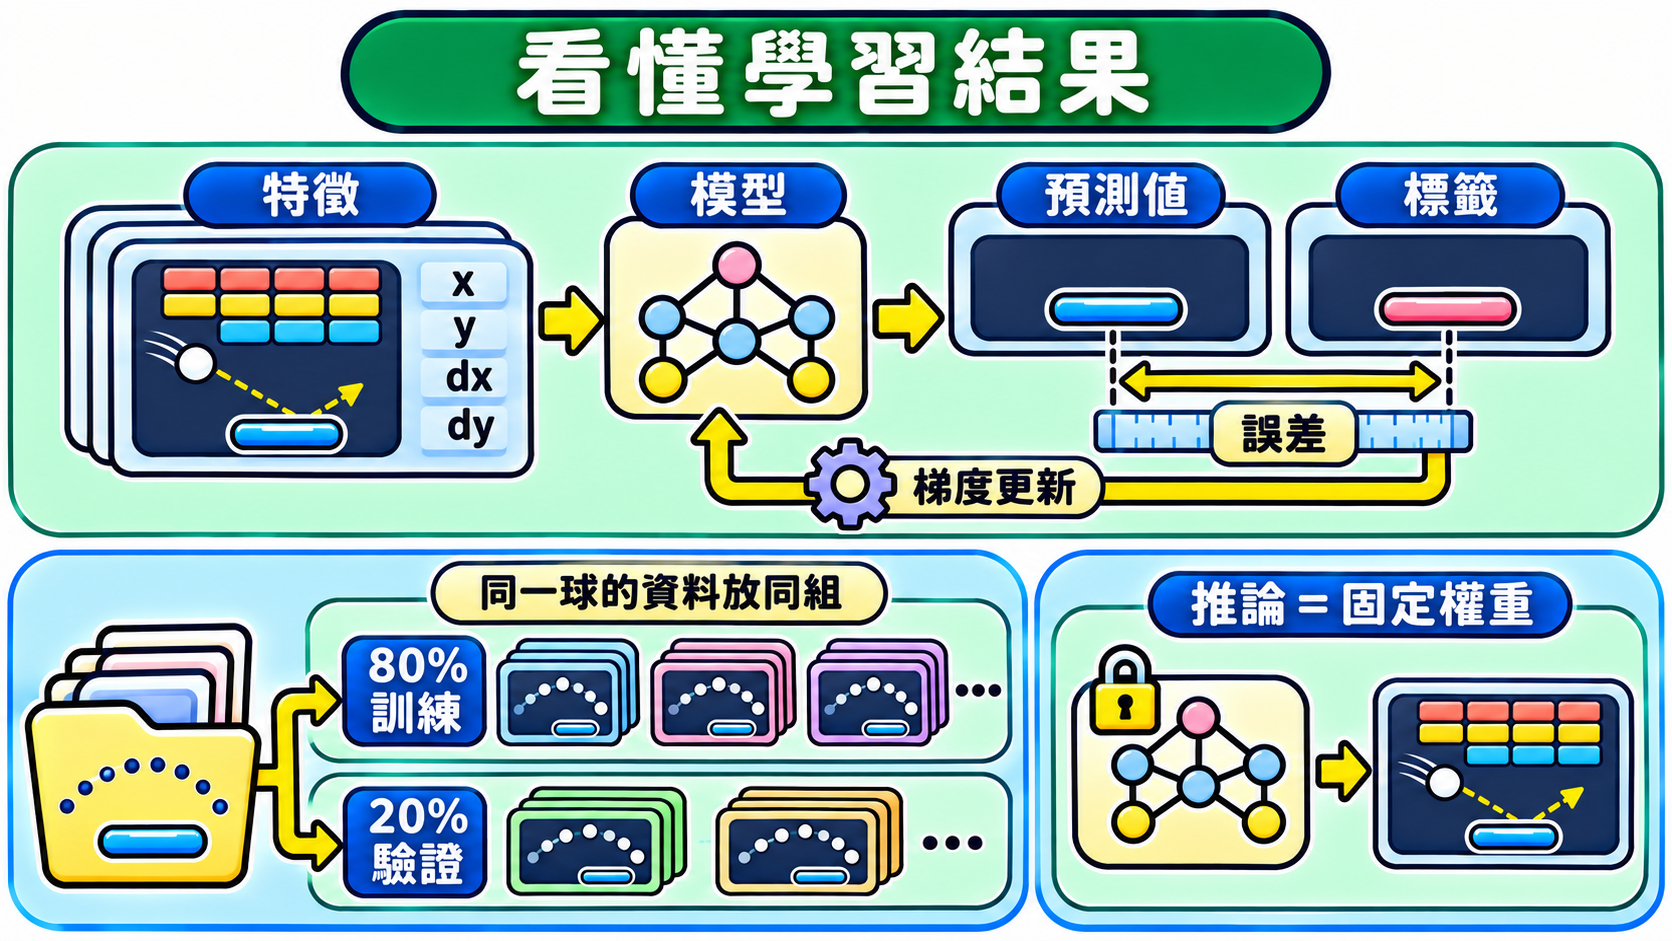 看懂學習結果
特徵
x
y
dx
dy
模型
預測值
標籤
誤差
梯度更新
同一球的資料放同組
80%
訓練
20%
驗證
推論＝固定權重